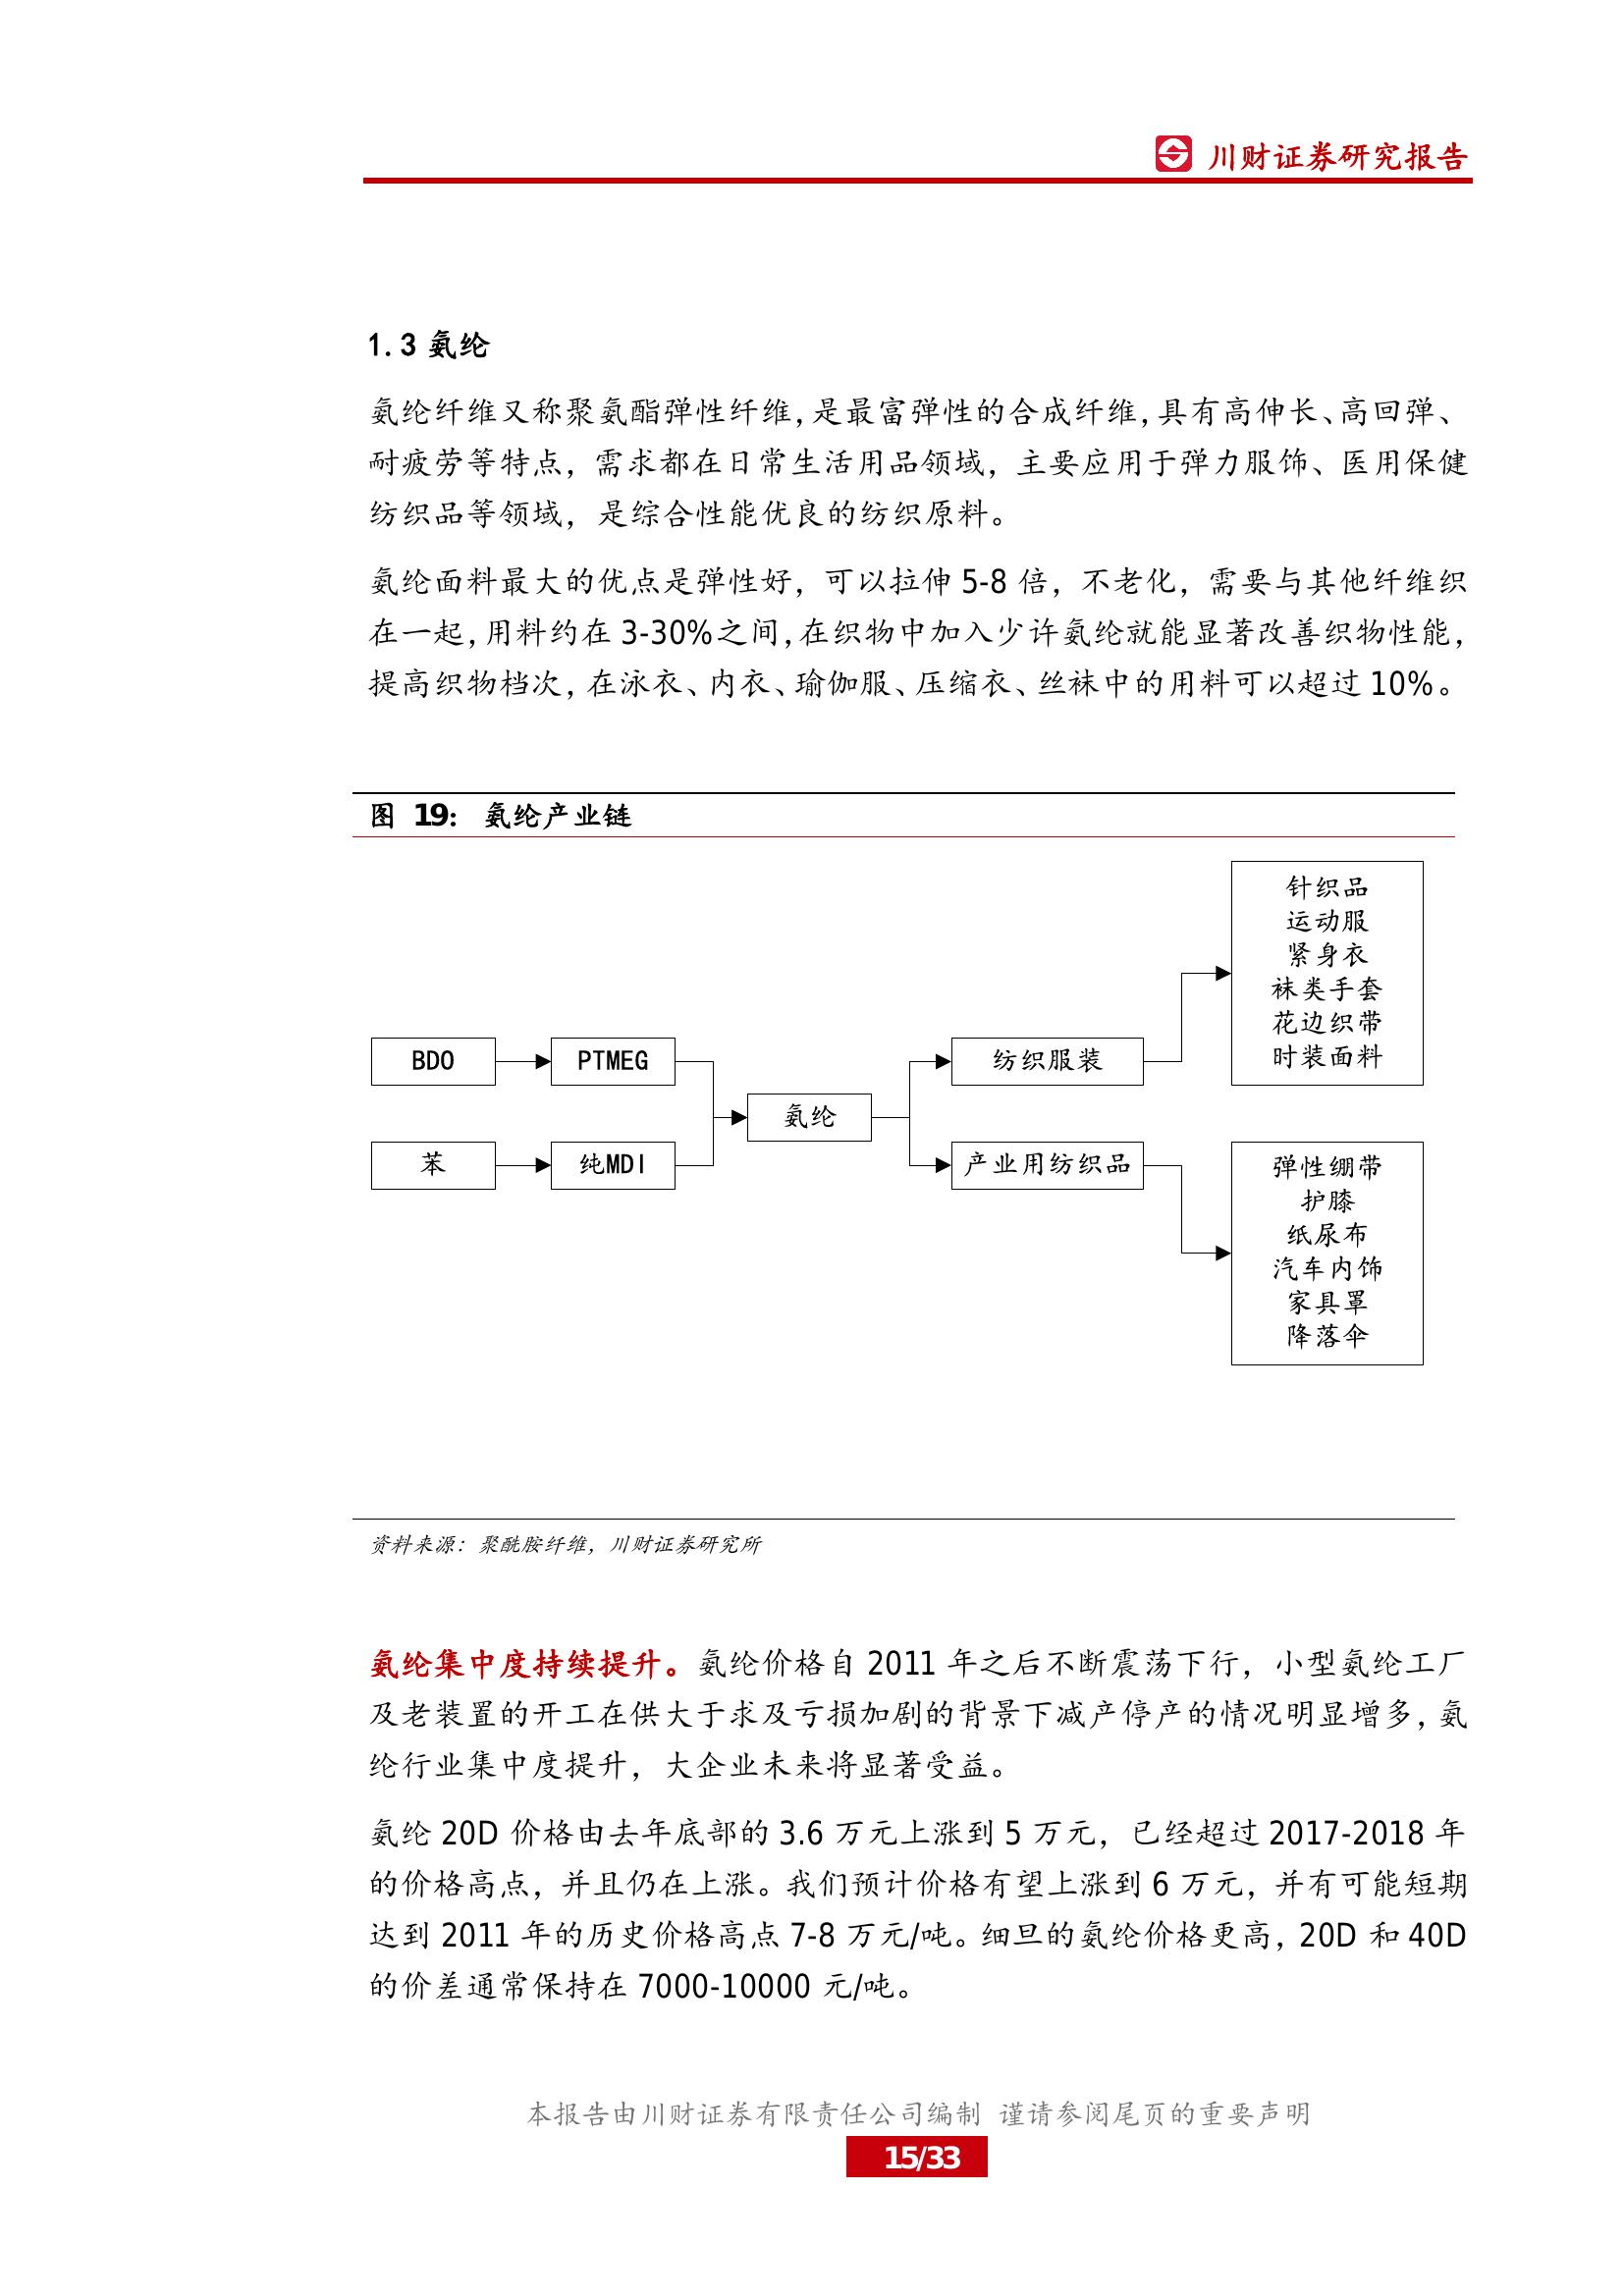 川财证券研究报告
1.3 氨纶
氨纶纤维又称聚氨酯弹性纤维，是最富弹性的合成纤维，具有高伸长、高回弹、
耐疲劳等特点，需求都在日常生活用品领域，主要应用于弹力服饰、医用保健
纺织品等领域，是综合性能优良的纺织原料。
氨纶面料最大的优点是弹性好，可以拉伸 5-8 倍，不老化，需要与其他纤维织
在一起，用料约在 3-30%之间，在织物中加入少许氨纶就能显著改善织物性能，
提高织物档次，在泳衣、内衣、瑜伽服、压缩衣、丝袜中的用料可以超过 10%。
图 19： 氨纶产业链
BDO
PTMEG
苯
纯MDI
氨纶
纺织服装
产业用纺织品
针织品
运动服
紧身衣
袜类手套
花边织带
时装面料
弹性绷带
护膝
纸尿布
汽车内饰
家具罩
降落伞
资料来源：聚酰胺纤维，川财证券研究所
氨纶集中度持续提升。氨纶价格自 2011 年之后不断震荡下行，小型氨纶工厂
及老装置的开工在供大于求及亏损加剧的背景下减产停产的情况明显增多，氨
纶行业集中度提升，大企业未来将显著受益。
氨纶 20D 价格由去年底部的 3.6 万元上涨到 5 万元，已经超过 2017-2018 年
的价格高点，并且仍在上涨。我们预计价格有望上涨到 6 万元，并有可能短期
达到 2011 年的历史价格高点 7-8 万元/吨。细旦的氨纶价格更高，20D 和 40D
的价差通常保持在 7000-10000 元/吨。
本报告由川财证券有限责任公司编制 谨请参阅尾页的重要声明
15/33